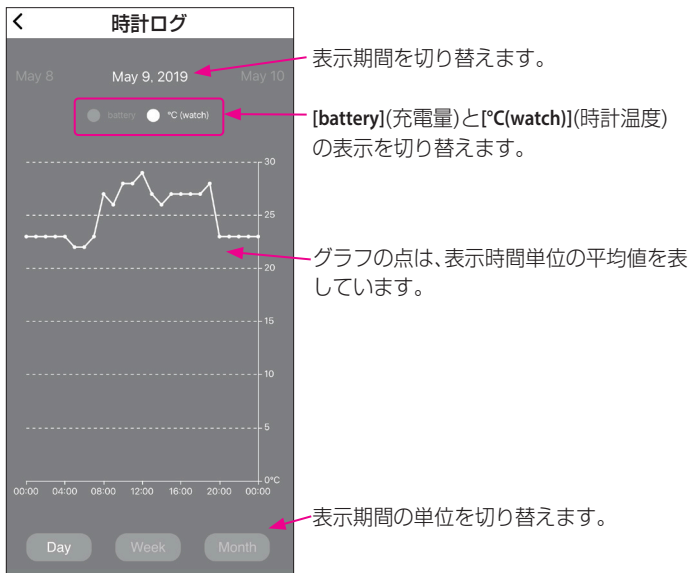 時計ログ
May 8
May 9, 2019
May 10
battery
°C (watch)
30
25
20
15
10
5
0°C
00:00 04:00 08:00 12:00 16:00 20:00 00:00
Day
Week
Month
表示期間を切り替えます。
[battery](充電量)と[°C(watch)](時計温度)
の表示を切り替えます。
グラフの点は、表示時間単位の平均値を表
しています。
表示期間の単位を切り替えます。